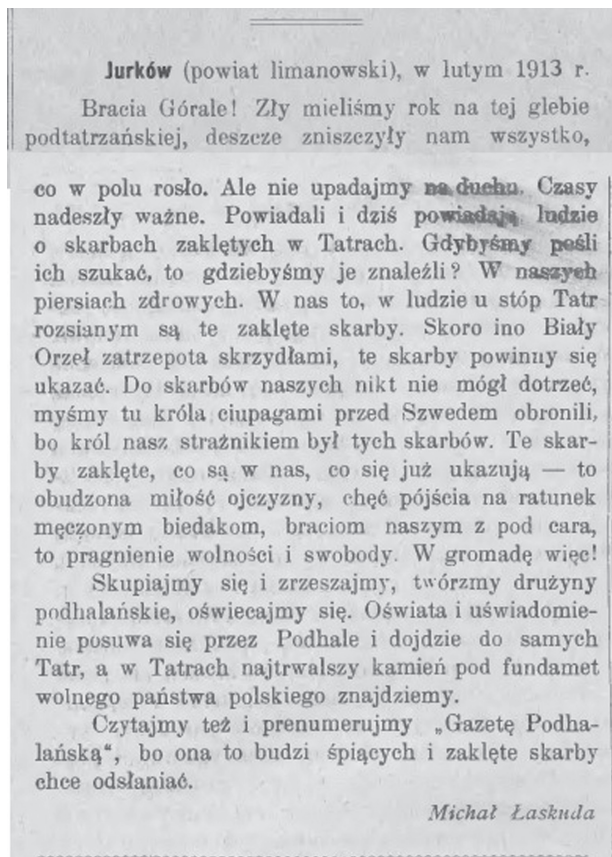 Jurków (powiat limanowski), w lutym 1913 r.
Bracia Górale! Zły mieliśmy rok na tej glebie
podtatrzańskiej, deszcze zniszczyły nam wszystko,
co w polu rosło. Ale nie upadajmy na duchu. Czasy
nadeszły ważne. Powiadali i dziś powiadają ludzie
o skarbach zaklętych w Tatrach. Gdybyśmy pośli
ich szukać, to gdziebyśmy je znaleźli? W naszych
piersiach zdrowych. W nas to, w ludzie u stóp Tatr
rozsianym są te zaklęte skarby. Skoro ino Biały
Orzeł zatrzepota skrzydłami, te skarby powinny się
ukazać. Do skarbów naszych nikt nie mógł dotrzeć,
myśmy tu króla ciupagami przed Szwedem obronili,
bo król nasz strażnikiem był tych skarbów. Te skar-
by zaklęte, co są w nas, co się już ukazują — to
obudzona miłość ojczyzny, chęć pójścia na ratunek
męczonym biedakom, braciom naszym z pod cara,
to pragnienie wolności i swobody. W gromadę więc!
Skupiajmy się i zrzeszajmy, twórzmy drużyny
podhalańskie, oświecajmy się. Oświata i uświadomie-
nie posuwa się przez Podhale i dojdzie do samych
Tatr, a w Tatrach najtrwalszy kamień pod fundamet
wolnego państwa polskiego znajdziemy.
Czytajmy też i prenumerujmy „Gazetę Podha-
lańską“, bo ona to budzi śpiących i zaklęte skarby
chce odsłaniać.
Michał Łaskuda